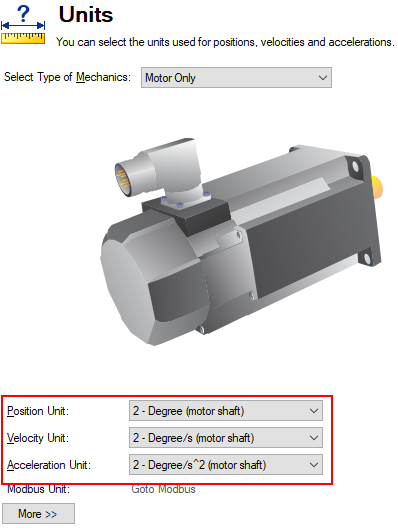 ?
Units
You can select the units used for positions, velocities and accelerations.
Select Type of Mechanics: Motor Only
Position Unit: 2 - Degree (motor shaft)
Velocity Unit: 2 - Degree/s (motor shaft)
Acceleration Unit: 2 - Degree/s^2 (motor shaft)
Modbus Unit: Goto Modbus
More >>